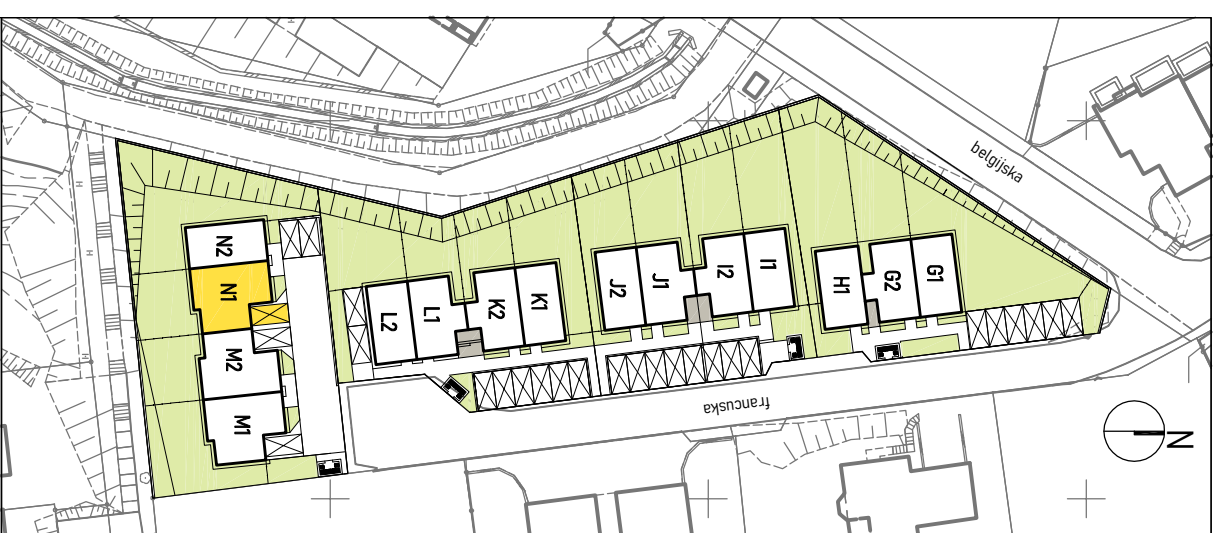 belgijska
N2
N1
M2
M1
L2
L1
K2
K1
J2
J1
I2
I1
H1
G2
G1
francuska
N
H
H
H